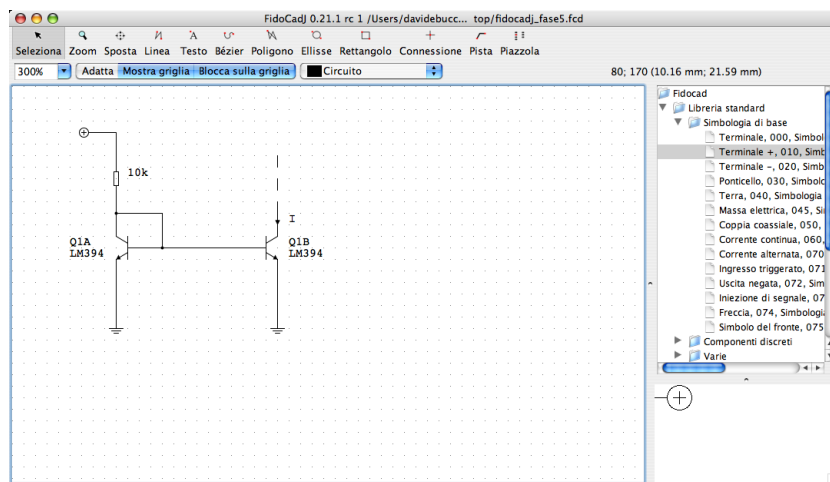 FidoCadJ 0.21.1 rc 1 /Users/davidebucc... top/fidocadj_fase5.fcd
Seleziona Zoom Sposta Linea Testo Bézier Poligono Ellisse Rettangolo Connessione Pista Piazzola
300% Adatta Mostra griglia Blocca sulla griglia Circuito 80; 170 (10.16 mm; 21.59 mm)
Fidocad
Libreria standard
Simbologia di base
Terminale, 000, Simbol
Terminale +, 010, Simb
Terminale –, 020, Simb
Ponticello, 030, Simbolo
Terra, 040, Simbologia
Massa elettrica, 045, Si
Coppia coassiale, 050,
Corrente continua, 060,
Corrente alternata, 070
Ingresso triggerato, 071
Uscita negata, 072, Sim
Iniezione di segnale, 07
Freccia, 074, Simbologi
Simbolo del fronte, 075
Componenti discreti
Varie
10k
I
Q1A
LM394
Q1B
LM394